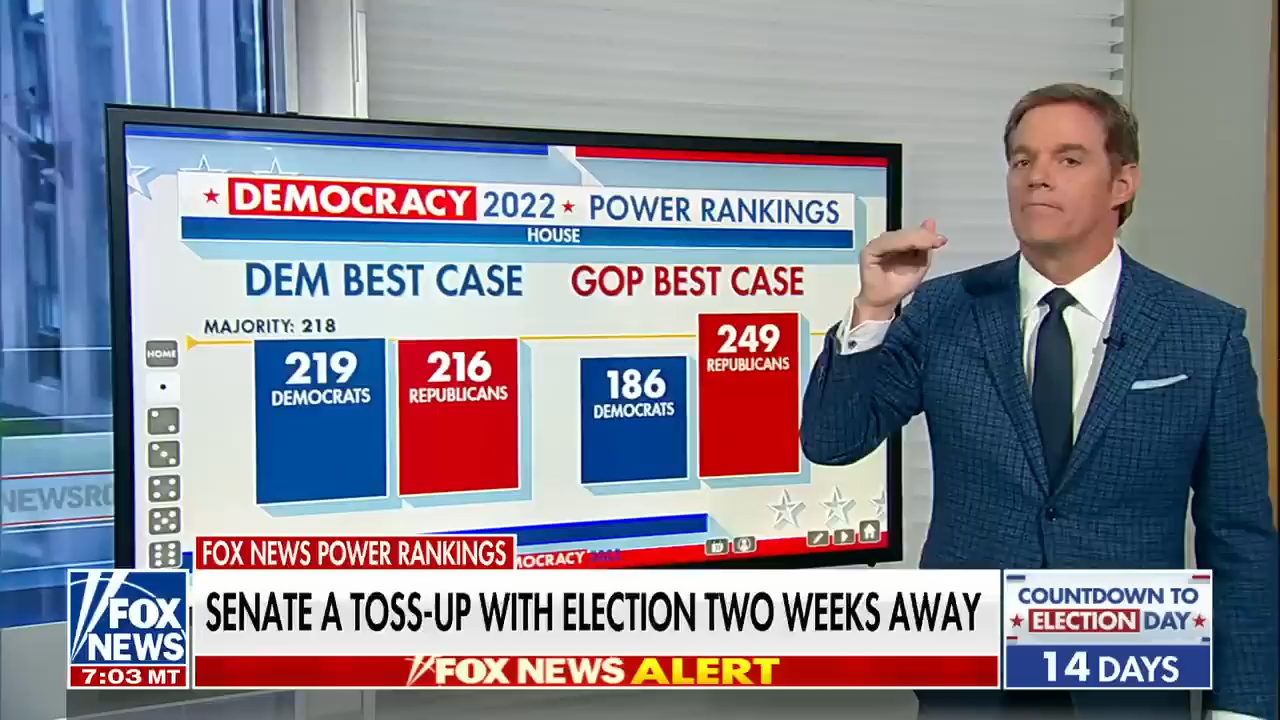 ★ DEMOCRACY 2022 ★ POWER RANKINGS
HOUSE
DEM BEST CASE
GOP BEST CASE
MAJORITY: 218
219
DEMOCRATS
216
REPUBLICANS
186
DEMOCRATS
249
REPUBLICANS
HOME
NEWSRO
MOCRACY
FOX NEWS POWER RANKINGS
SENATE A TOSS-UP WITH ELECTION TWO WEEKS AWAY
FOX NEWS ALERT
FOX
NEWS
7:03 MT
COUNTDOWN TO
★ ELECTION DAY ★
14 DAYS